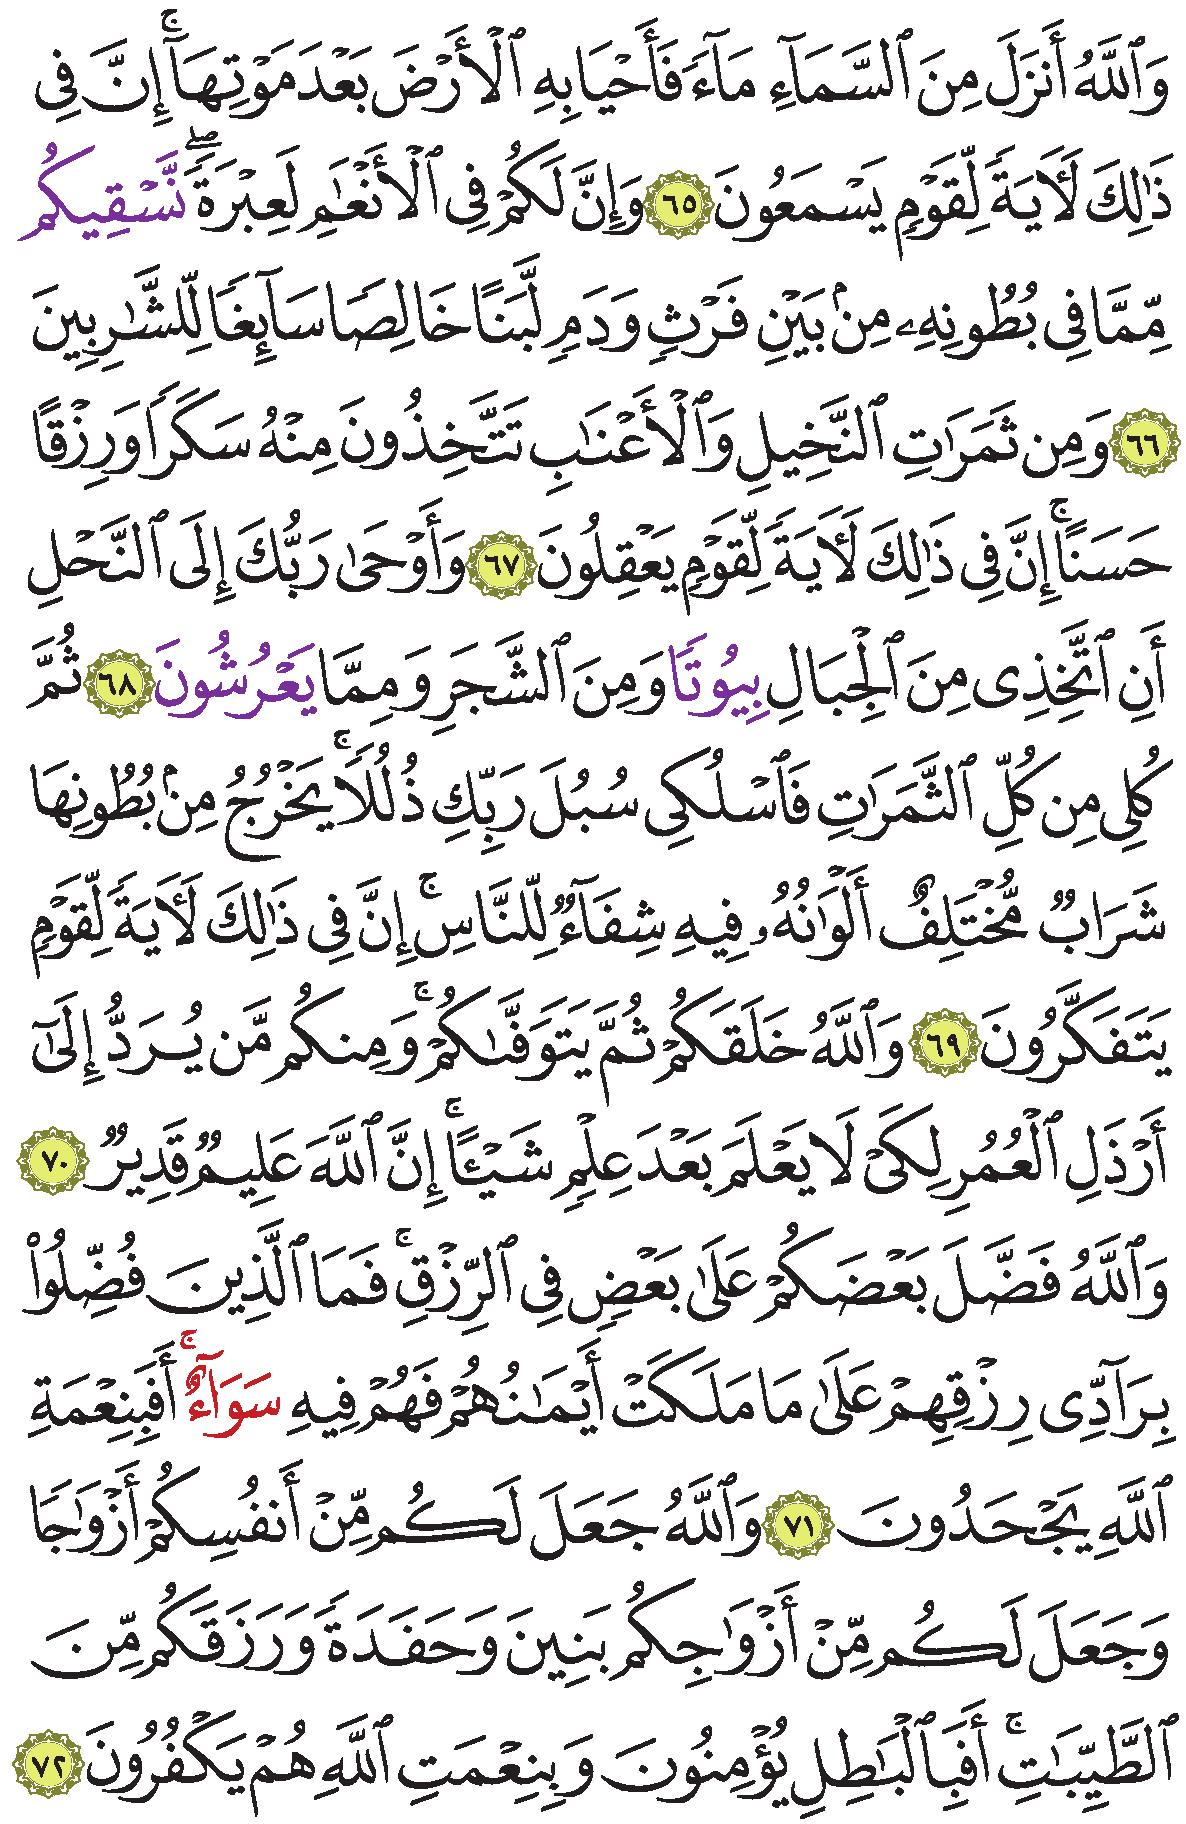 وَٱللَّهُ أَنزَلَ مِنَ ٱلسَّمَآءِ مَآءً فَأَحْيَا بِهِ ٱلْأَرْضَ بَعْدَ مَوْتِهَآ ۚ إِنَّ فِى
ذَٰلِكَ لَءَايَةً لِّقَوْمٍ يَسْمَعُونَ ٦٥ وَإِنَّ لَكُمْ فِى ٱلْأَنْعَٰمِ لَعِبْرَةً ۖ نَّسْقِيكُم
مِّمَّا فِى بُطُونِهِۦ مِنۢ بَيْنِ فَرْثٍ وَدَمٍ لَّبَنًا خَالِصًا سَآئِغًا لِّلشَّٰرِبِينَ
٦٦ وَمِن ثَمَرَٰتِ ٱلنَّخِيلِ وَٱلْأَعْنَٰبِ تَتَّخِذُونَ مِنْهُ سَكَرًا وَرِزْقًا
حَسَنًا ۚ إِنَّ فِى ذَٰلِكَ لَءَايَةً لِّقَوْمٍ يَعْقِلُونَ ٦٧ وَأَوْحَىٰ رَبُّكَ إِلَى ٱلنَّحْلِ
أَنِ ٱتَّخِذِى مِنَ ٱلْجِبَالِ بِيُوتًا وَمِنَ ٱلشَّجَرِ وَمِمَّا يَعْرُشُونَ ٦٨ ثُمَّ
كُلِى مِن كُلِّ ٱلثَّمَرَٰتِ فَٱسْلُكِى سُبُلَ رَبِّكِ ذُلُلًا ۚ يَخْرُجُ مِنۢ بُطُونِهَا
شَرَابٌ مُّخْتَلِفٌ أَلْوَٰنُهُۥ فِيهِ شِفَآءٌ لِّلنَّاسِ ۚ إِنَّ فِى ذَٰلِكَ لَءَايَةً لِّقَوْمٍ
يَتَفَكَّرُونَ ٦٩ وَٱللَّهُ خَلَقَكُمْ ثُمَّ يَتَوَفَّىٰكُمْ ۚ وَمِنكُم مَّن يُرَدُّ إِلَىٰٓ
أَرْذَلِ ٱلْعُمُرِ لِكَىْ لَا يَعْلَمَ بَعْدَ عِلْمٍ شَيْـًٔا ۚ إِنَّ ٱللَّهَ عَلِيمٌ قَدِيرٌ ٧٠
وَٱللَّهُ فَضَّلَ بَعْضَكُمْ عَلَىٰ بَعْضٍ فِى ٱلرِّزْقِ ۚ فَمَا ٱلَّذِينَ فُضِّلُوا۟
بِرَآدِّى رِزْقِهِمْ عَلَىٰ مَا مَلَكَتْ أَيْمَٰنُهُمْ فَهُمْ فِيهِ سَوَآءٌ ۚ أَفَبِنِعْمَةِ
ٱللَّهِ يَجْحَدُونَ ٧١ وَٱللَّهُ جَعَلَ لَكُم مِّنْ أَنفُسِكُمْ أَزْوَٰجًا
وَجَعَلَ لَكُم مِّنْ أَزْوَٰجِكُم بَنِينَ وَحَفَدَةً وَرَزَقَكُم مِّنَ
ٱلطَّيِّبَٰتِ ۚ أَفَبِٱلْبَٰطِلِ يُؤْمِنُونَ وَبِنِعْمَتِ ٱللَّهِ هُمْ يَكْفُرُونَ ٧٢